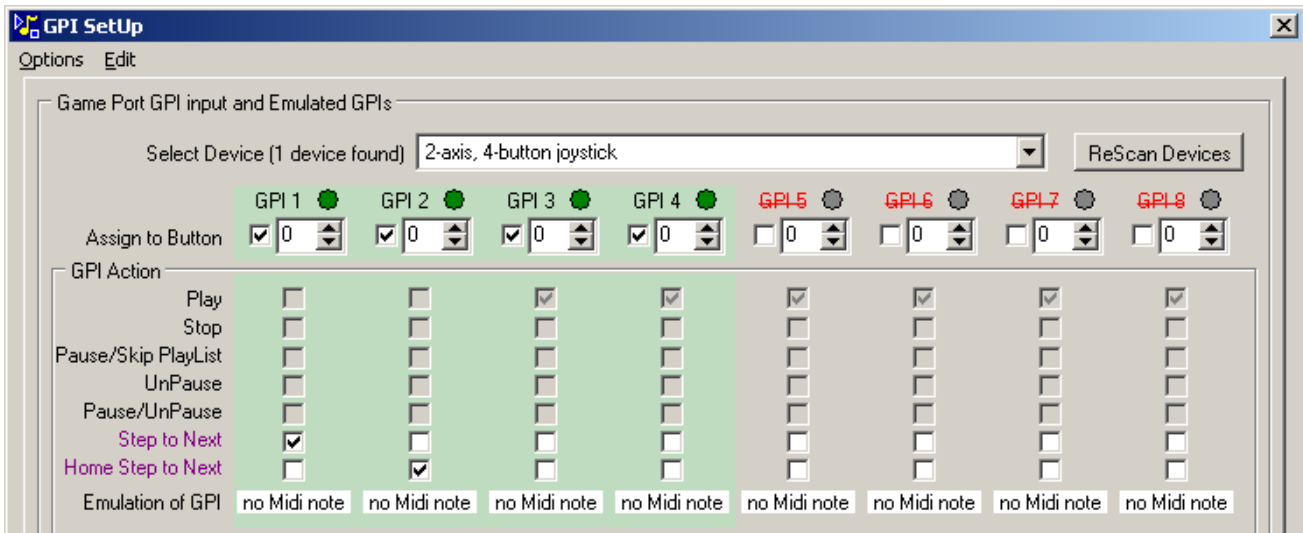 GPI SetUp
Options Edit
Game Port GPI input and Emulated GPIs
Select Device (1 device found) 2-axis, 4-button joystick ReScan Devices
GPI 1 GPI 2 GPI 3 GPI 4 GPI 5 GPI 6 GPI 7 GPI 8
Assign to Button 0 0 0 0 0 0 0 0
GPI Action
Play
Stop
Pause/Skip PlayList
UnPause
Pause/UnPause
Step to Next
Home Step to Next
Emulation of GPI no Midi note no Midi note no Midi note no Midi note no Midi note no Midi note no Midi note no Midi note